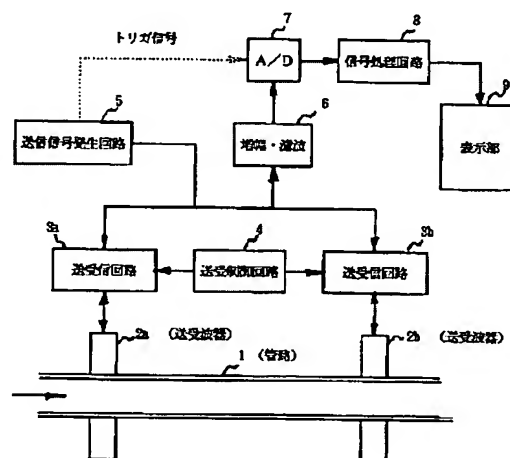 トリガ信号
7
A/D
8
信号処理回路
9
表示部
5
送信信号発生回路
6
増幅・濾波
3a
送受信回路
4
送受制御回路
3b
送受信回路
2a (送受波器)
2b (送受波器)
1 (管路)